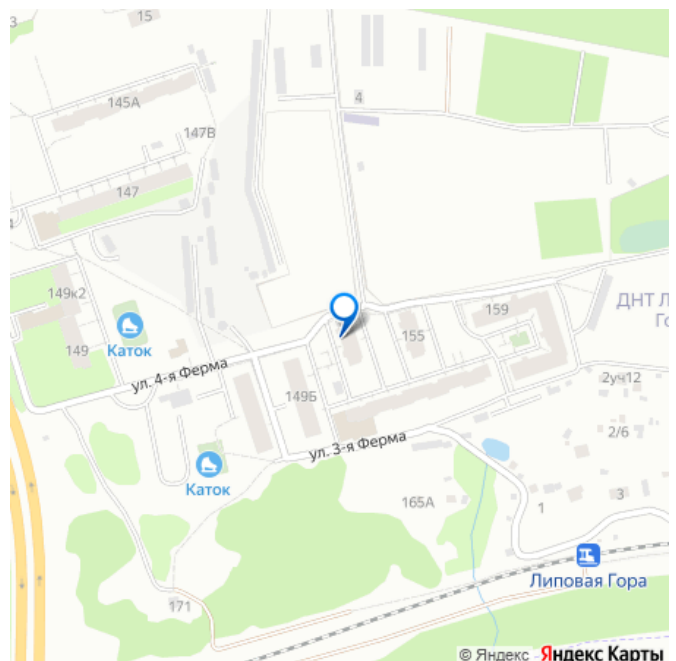 15
145А
4
147В
147
149к2
159
ДНТ Л
Го
155
149
Каток
ул. 4-я Ферма
149Б
2уч12
2/6
ул. 3-я Ферма
Каток
165А
3
1
Липовая Гора
171
© Яндекс Яндекс Карты